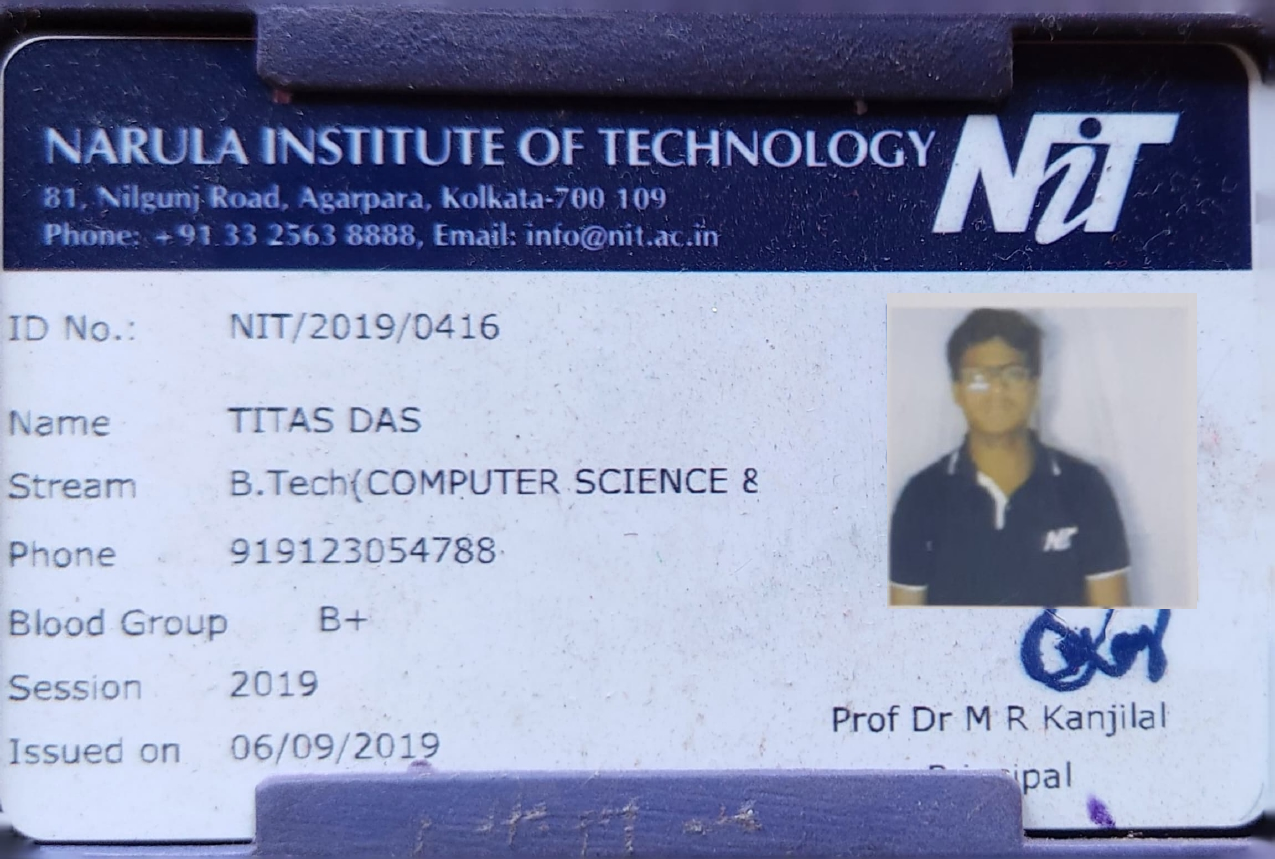 NARULA INSTITUTE OF TECHNOLOGY NiT
81, Nilgunj Road, Agarpara, Kolkata-700 109
Phone: +91 33 2563 8888, Email: info@nit.ac.in
ID No.: NIT/2019/0416
Name TITAS DAS
Stream B.Tech(COMPUTER SCIENCE &
Phone 919123054788
Blood Group B+
Session 2019
Issued on 06/09/2019
NiT
Prof Dr M R Kanjilal